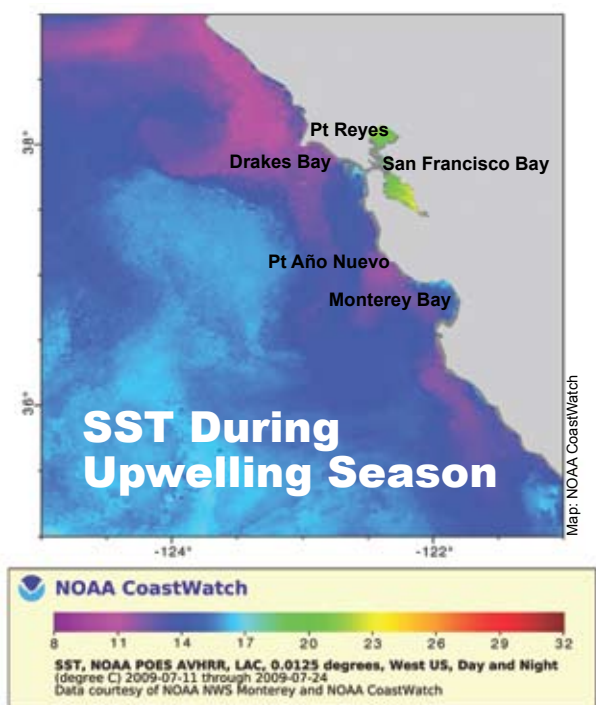 Pt Reyes
Drakes Bay
San Francisco Bay
38°
Pt Año Nuevo
Monterey Bay
36°
SST During
Upwelling Season
Map: NOAA CoastWatch
-124°
-122°
NOAA CoastWatch
8 11 14 17 20 23 26 29 32
SST, NOAA POES AVHRR, LAC, 0.0125 degrees, West US, Day and Night
(degree C) 2009-07-11 through 2009-07-24
Data courtesy of NOAA NWS Monterey and NOAA CoastWatch